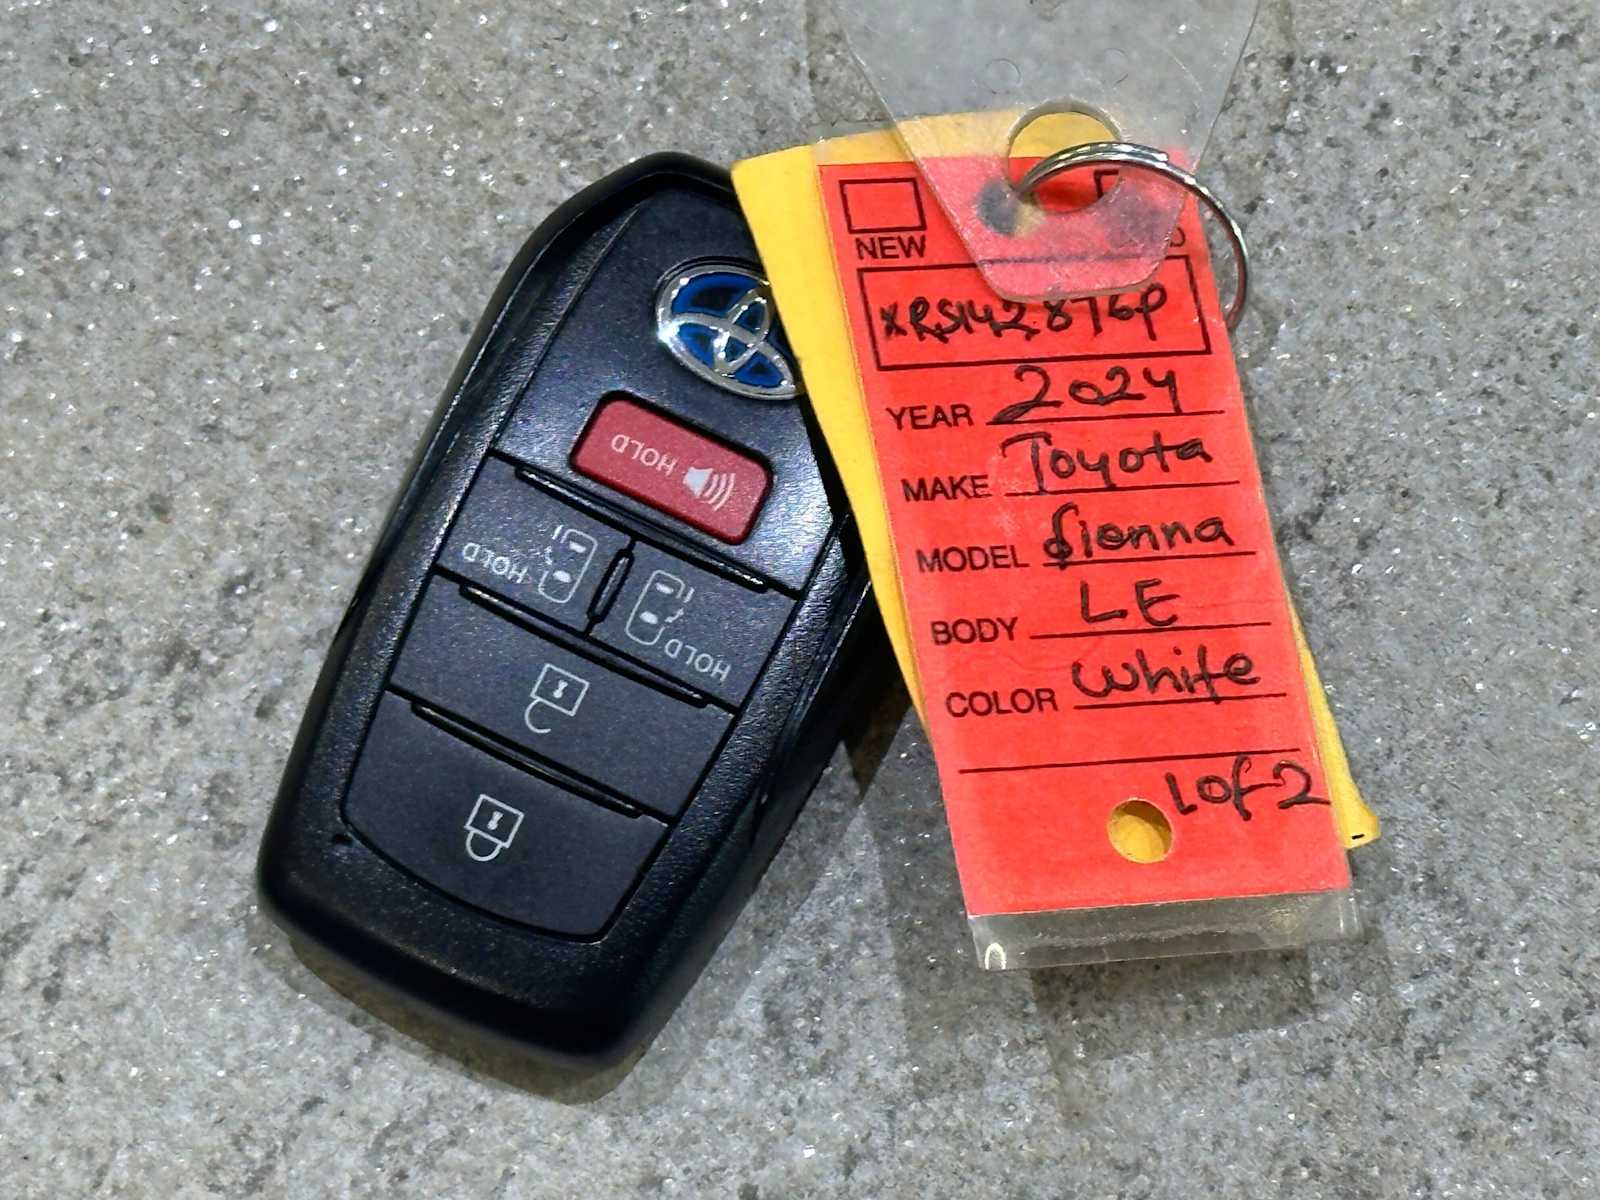 NEW
XRS142876P
YEAR 2024
MAKE Toyota
MODEL Sienna
BODY LE
COLOR White
1 of 2
HOLD
HOLD
HOLD